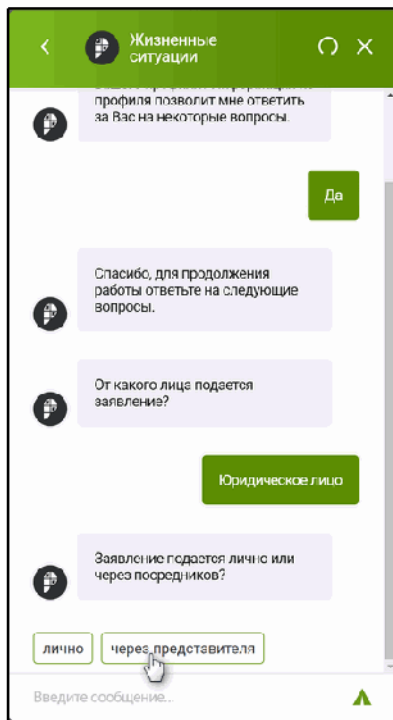 Жизненные
ситуации
профиля позволит мне ответить
за Вас на некоторые вопросы.
Да
Спасибо, для продолжения
работы ответьте на следующие
вопросы.
От какого лица подается
заявление?
Юридическое лицо
Заявление подается лично или
через посредников?
лично
через представителя
Введите сообщение...